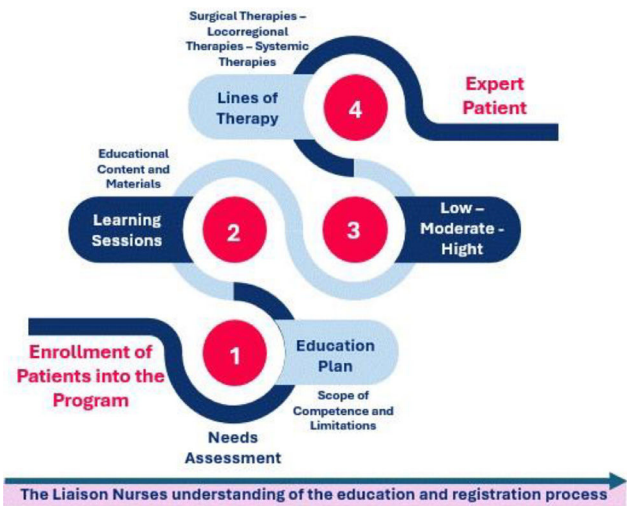 Surgical Therapies –
Locorregional
Therapies – Systemic
Therapies
Lines of
Therapy
4
Expert
Patient
Educational
Content and
Materials
Learning
Sessions
2
3
Low –
Moderate -
Hight
Enrollment of
Patients into the
Program
1
Education
Plan
Scope of
Competence and
Limitations
Needs
Assessment
The Liaison Nurses understanding of the education and registration process